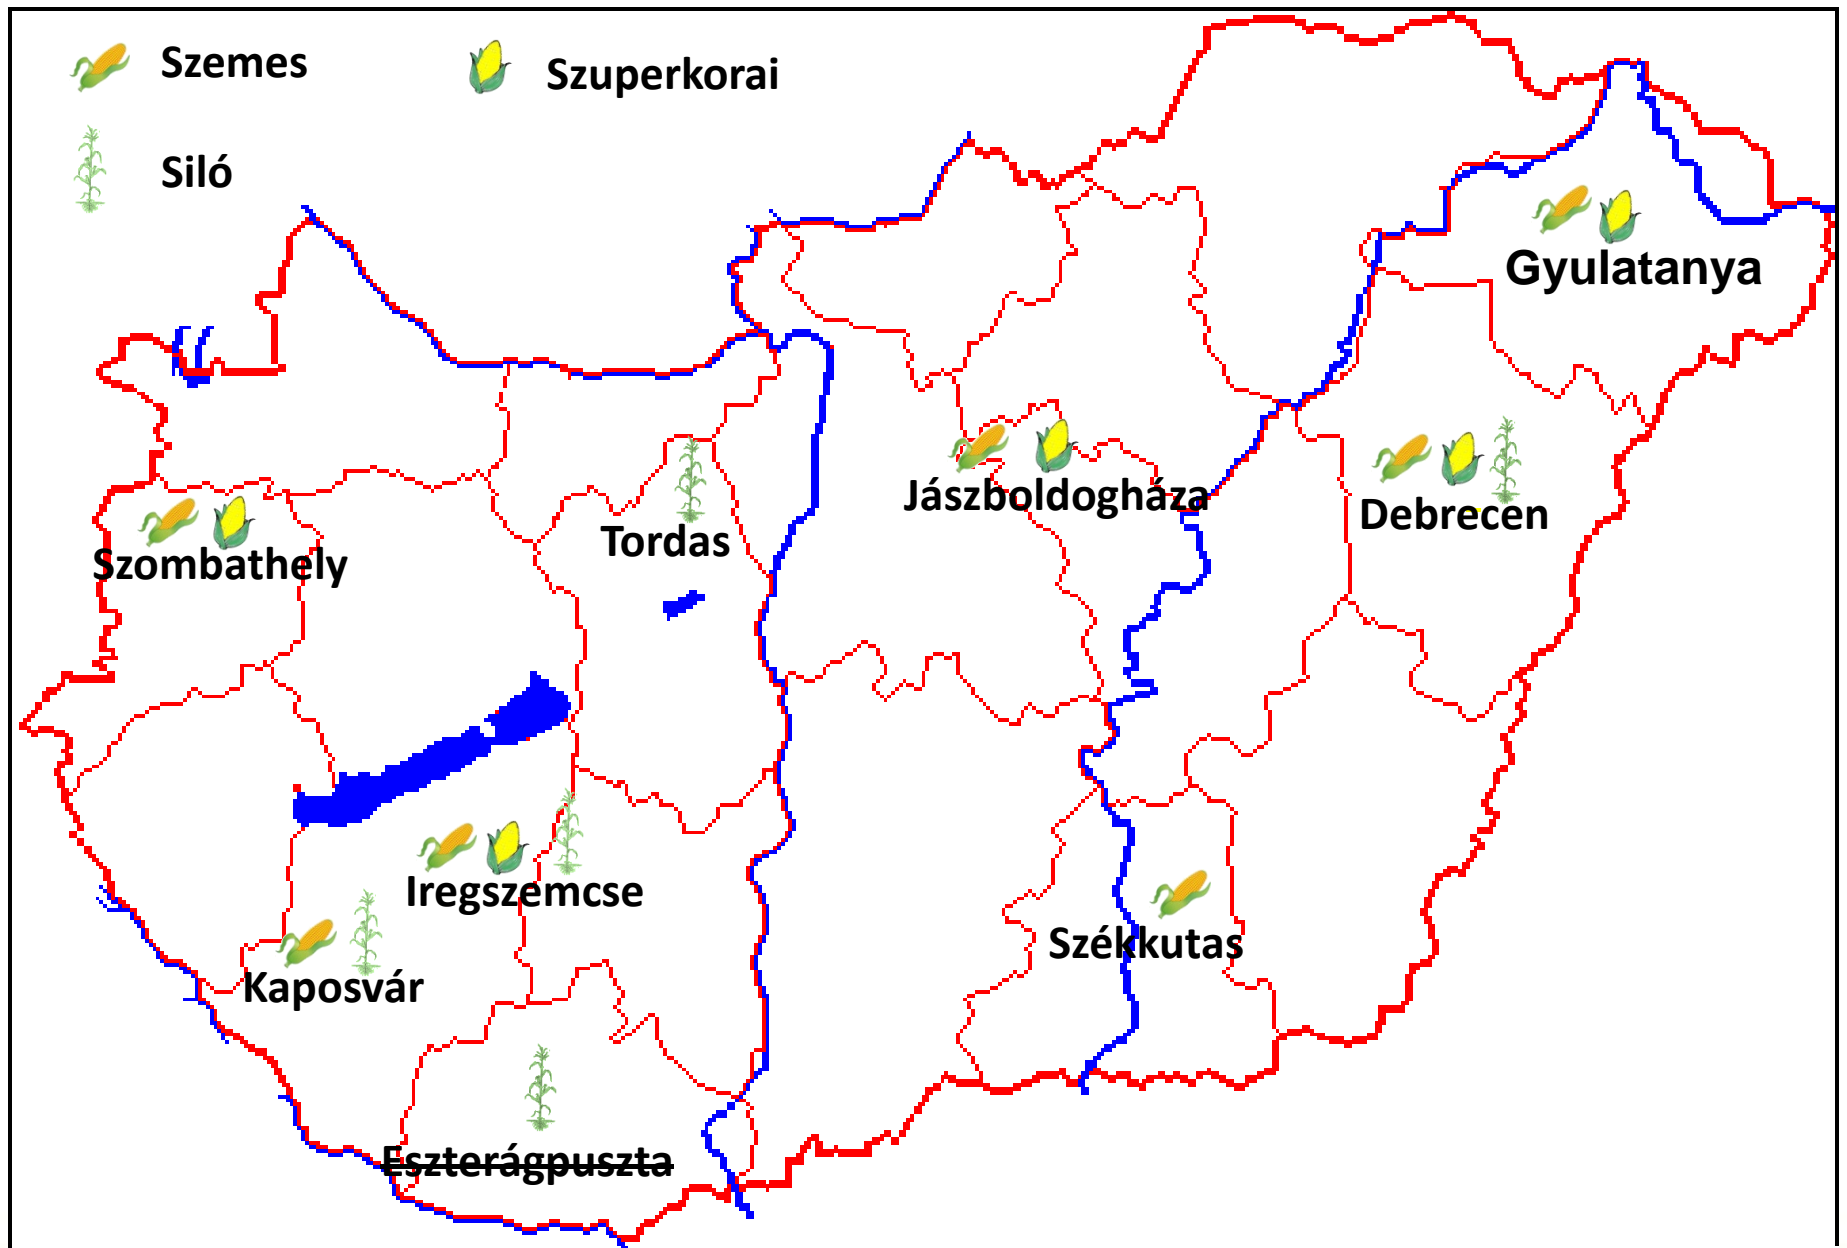 Szemes
Szuperkorai
Siló
Gyulatanya
Jászboldogháza
Debrecen
Tordas
Szombathely
Iregszemcse
Székkutas
Kaposvár
Eszterágpuszta